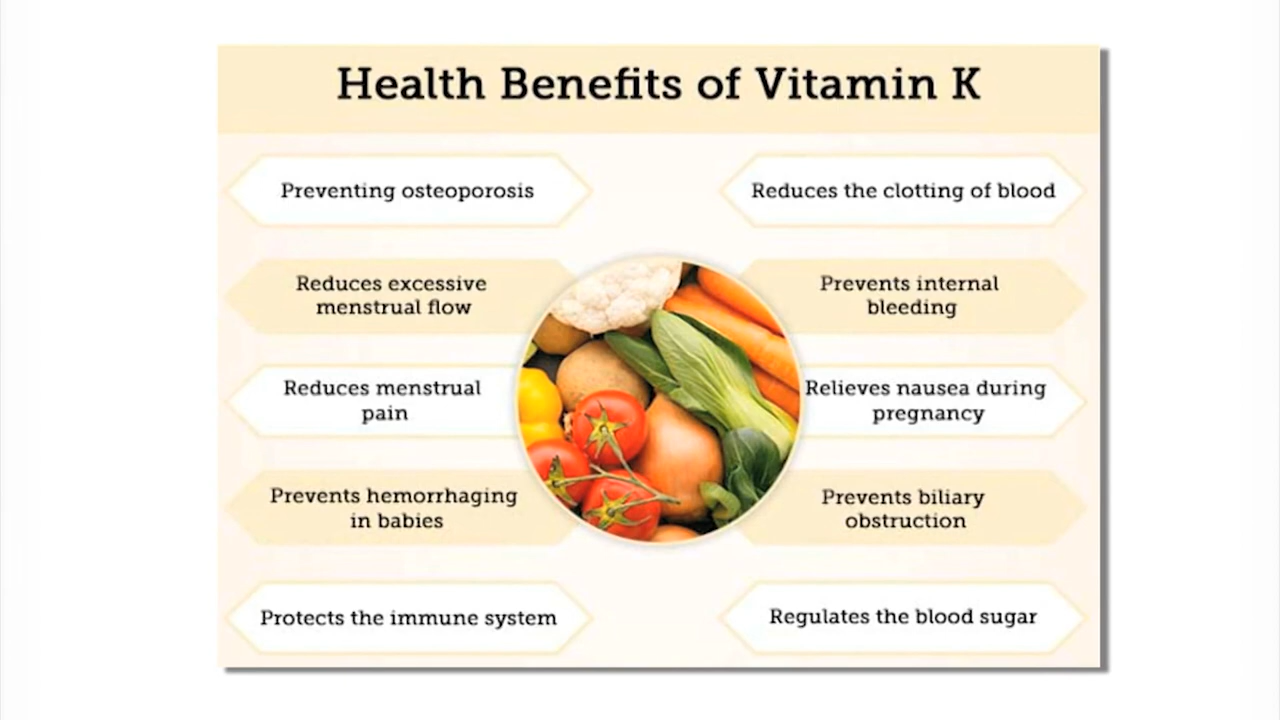 Health Benefits of Vitamin K
Preventing osteoporosis
Reduces the clotting of blood
Reduces excessive
menstrual flow
Prevents internal
bleeding
Reduces menstrual
pain
Relieves nausea during
pregnancy
Prevents hemorrhaging
in babies
Prevents biliary
obstruction
Protects the immune system
Regulates the blood sugar